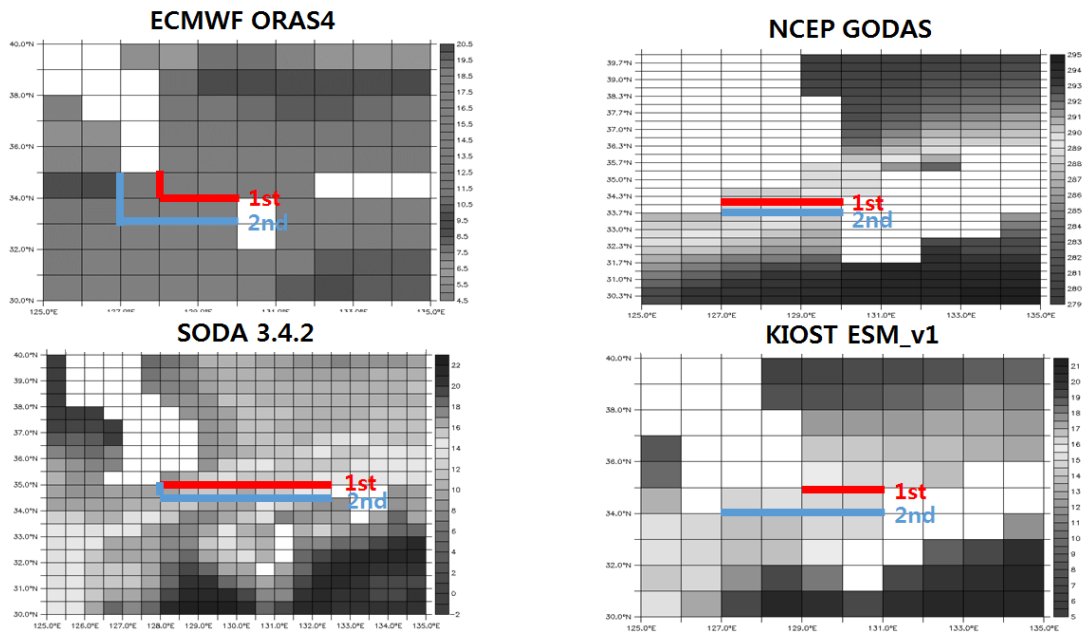 ECMWF ORAS4
40.0°N
38.0°N
36.0°N
34.0°N
32.0°N
30.0°N
1st
2nd
125.0°E 127.0°E 129.0°E 131.0°E 133.0°E 135.0°E
20.5
19.5
18.5
17.5
16.5
15.5
14.5
13.5
12.5
11.5
10.5
9.5
8.5
7.5
6.5
5.5
4.5
NCEP GODAS
39.7°N
39.0°N
38.3°N
37.7°N
37.0°N
36.3°N
35.7°N
35.0°N
34.3°N
33.7°N
33.0°N
32.3°N
31.7°N
31.0°N
30.3°N
1st
2nd
125.0°E 127.0°E 129.0°E 131.0°E 133.0°E 135.0°E
295
294
293
292
291
290
289
288
287
286
285
284
283
282
281
280
279
SODA 3.4.2
40.0°N
39.0°N
38.0°N
37.0°N
36.0°N
35.0°N
34.0°N
33.0°N
32.0°N
31.0°N
30.0°N
1st
2nd
125.0°E 127.0°E 128.0°E 130.0°E 132.0°E 133.0°E 135.0°E
22
20
18
16
14
12
10
8
6
4
2
0
-2
KIOST ESM_v1
40.0°N
38.0°N
36.0°N
34.0°N
32.0°N
30.0°N
1st
2nd
125.0°E 127.0°E 129.0°E 131.0°E 133.0°E 135.0°E
21
20
19
18
17
16
15
14
13
12
11
10
9
8
7
6
5